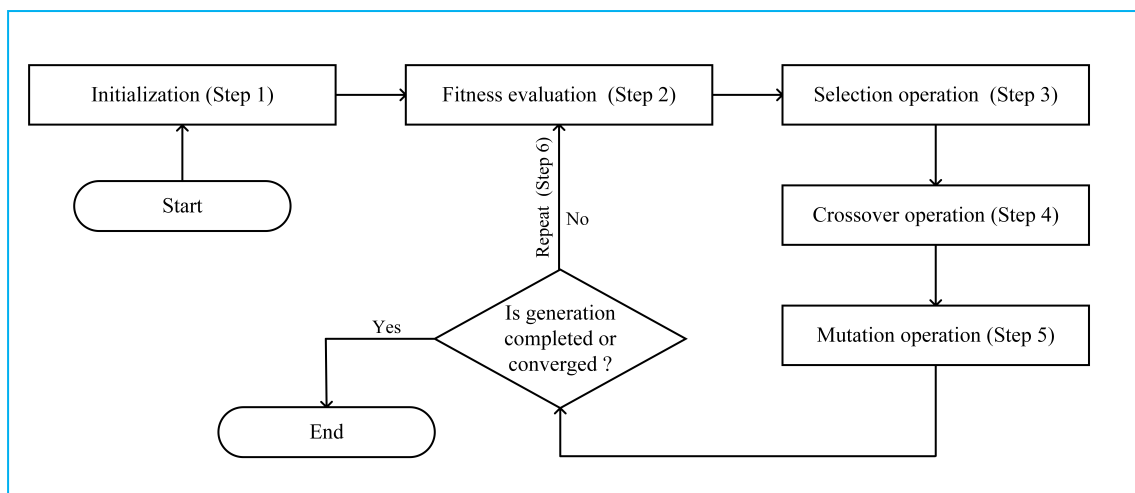 Initialization (Step 1)
Fitness evaluation (Step 2)
Selection operation (Step 3)
Start
Repeat (Step 6)
No
Crossover operation (Step 4)
Is generation
completed or
converged ?
Yes
Mutation operation (Step 5)
End